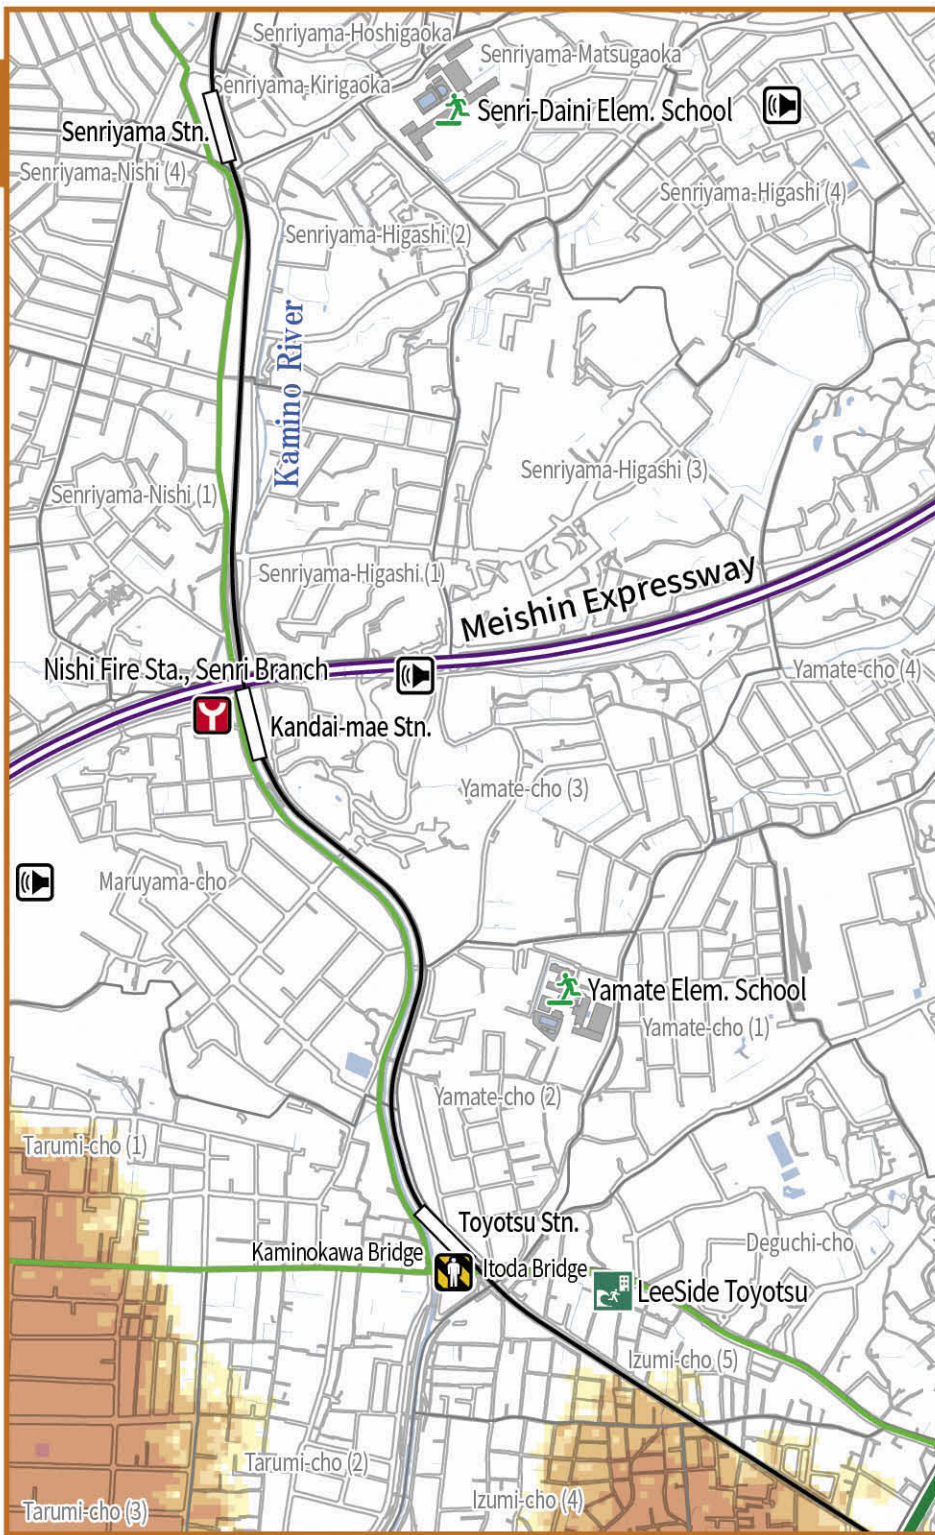 Senriyama-Hoshigaoka
Senriyama-Matsugaoka
Senriyama-Kirigaoka
Senri-Daini Elem. School
Senriyama Stn.
Senriyama-Nishi (4)
Senriyama-Higashi (4)
Senriyama-Higashi (2)
Kamino River
Senriyama-Higashi (3)
Senriyama-Nishi (1)
Senriyama-Higashi (1)
Meishin Expressway
Nishi Fire Sta., Senri Branch
Yamate-cho (4)
Kandai-mae Stn.
Yamate-cho (3)
Maruyama-cho
Yamate Elem. School
Yamate-cho (1)
Yamate-cho (2)
Tarumi-cho (1)
Toyotsu Stn.
Deguchi-cho
Kaminokawa Bridge
Itoda Bridge
LeeSide Toyotsu
Izumi-cho (5)
Tarumi-cho (2)
Izumi-cho (4)
Tarumi-cho (3)